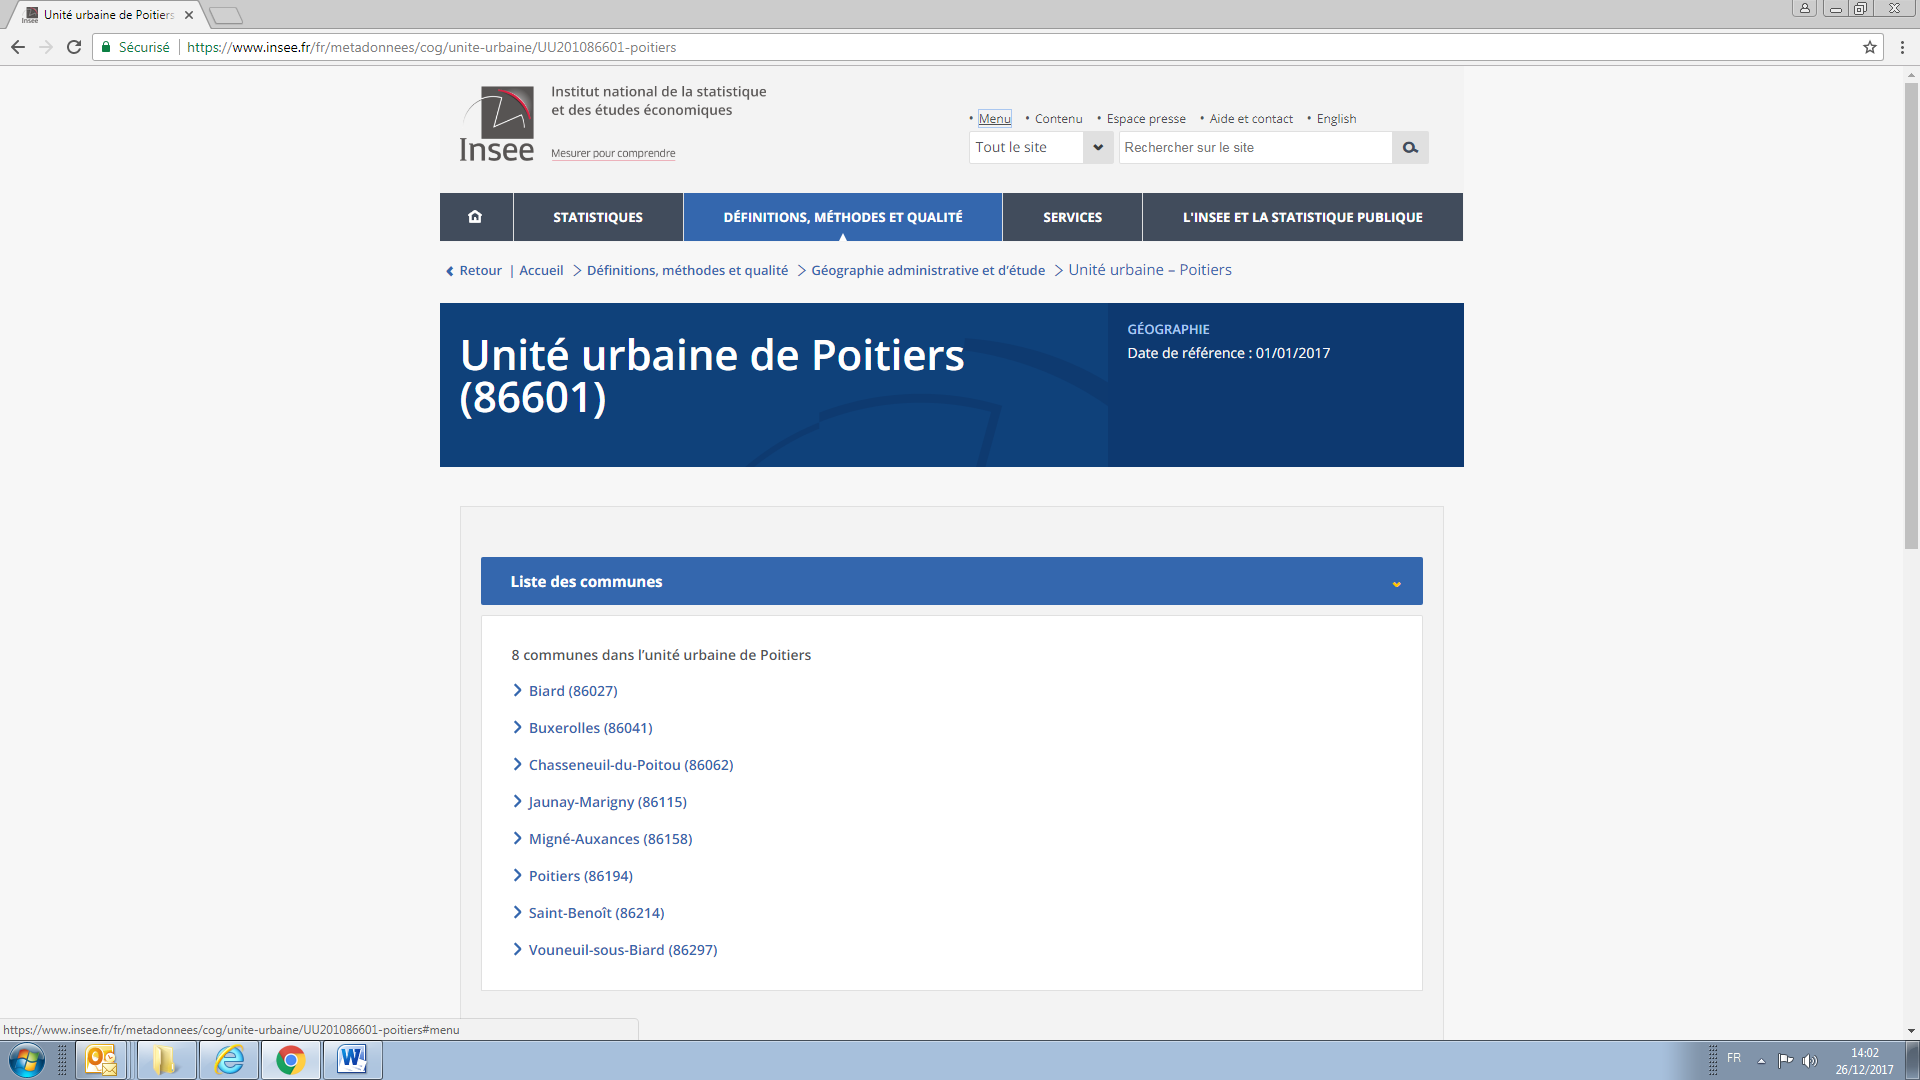 Unité urbaine de Poitiers
Sécurisé
https://www.insee.fr/fr/metadonnees/cog/unite-urbaine/UU201086601-poitiers
Insee
Institut national de la statistique
et des études économiques
Mesurer pour comprendre
• Menu • Contenu • Espace presse • Aide et contact • English
Tout le site
Rechercher sur le site
STATISTIQUES
DÉFINITIONS, MÉTHODES ET QUALITÉ
SERVICES
L'INSEE ET LA STATISTIQUE PUBLIQUE
Retour | Accueil > Définitions, méthodes et qualité > Géographie administrative et d'étude > Unité urbaine – Poitiers
Unité urbaine de Poitiers
(86601)
GÉOGRAPHIE
Date de référence : 01/01/2017
Liste des communes
8 communes dans l'unité urbaine de Poitiers
Biard (86027)
Buxerolles (86041)
Chasseneuil-du-Poitou (86062)
Jaunay-Marigny (86115)
Migné-Auxances (86158)
Poitiers (86194)
Saint-Benoît (86214)
Vouneuil-sous-Biard (86297)
https://www.insee.fr/fr/metadonnees/cog/unite-urbaine/UU201086601-poitiers#menu
FR
14:02
26/12/2017